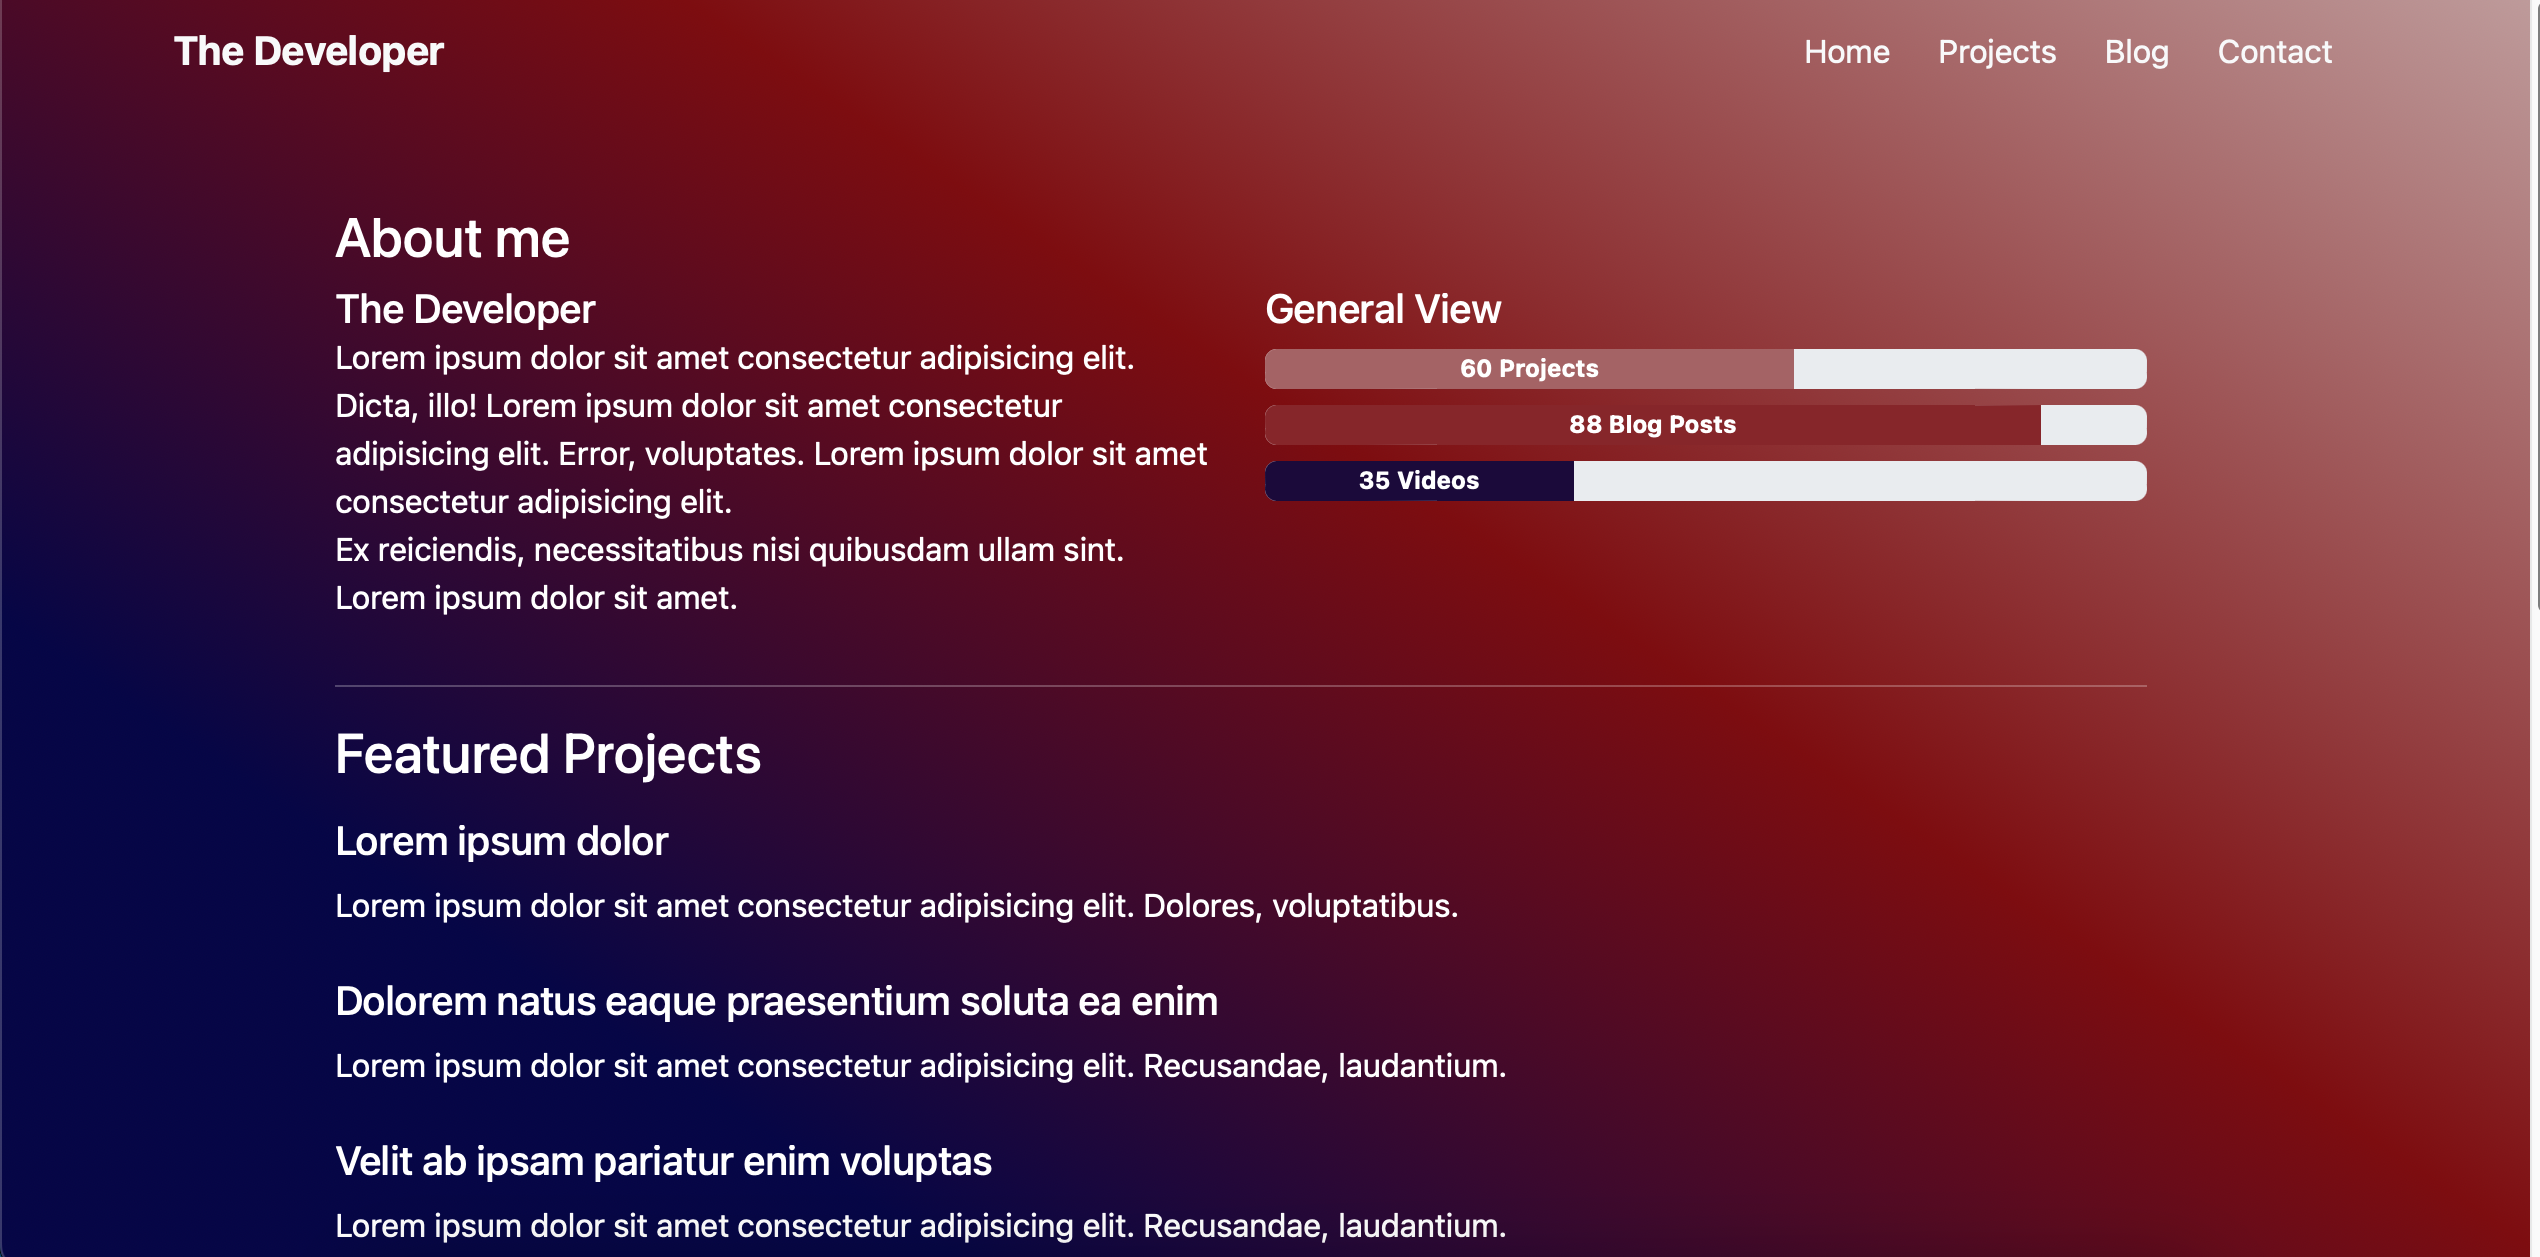 The Developer
Home Projects Blog Contact
About me
The Developer
Lorem ipsum dolor sit amet consectetur adipisicing elit.
Dicta, illo! Lorem ipsum dolor sit amet consectetur
adipisicing elit. Error, voluptates. Lorem ipsum dolor sit amet
consectetur adipisicing elit.
Ex reiciendis, necessitatibus nisi quibusdam ullam sint.
Lorem ipsum dolor sit amet.
General View
60 Projects
88 Blog Posts
35 Videos
Featured Projects
Lorem ipsum dolor
Lorem ipsum dolor sit amet consectetur adipisicing elit. Dolores, voluptatibus.
Dolorem natus eaque praesentium soluta ea enim
Lorem ipsum dolor sit amet consectetur adipisicing elit. Recusandae, laudantium.
Velit ab ipsam pariatur enim voluptas
Lorem ipsum dolor sit amet consectetur adipisicing elit. Recusandae, laudantium.